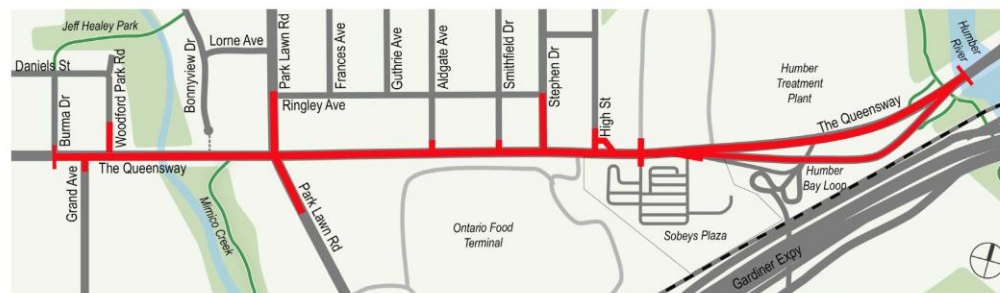 Jeff Healey Park
Daniels St
Burma Dr
Woodford Park Rd
Bonnyview Dr
Lorne Ave
Park Lawn Rd
Frances Ave
Guthrie Ave
Aldgate Ave
Smithfield Dr
Stephen Dr
High St
Ringley Ave
Humber
Treatment
Plant
Humber
River
The Queensway
The Queensway
Grand Ave
Mimico Creek
Park Lawn Rd
Ontario Food
Terminal
Sobeys Plaza
Humber
Bay Loop
Gardiner Expy